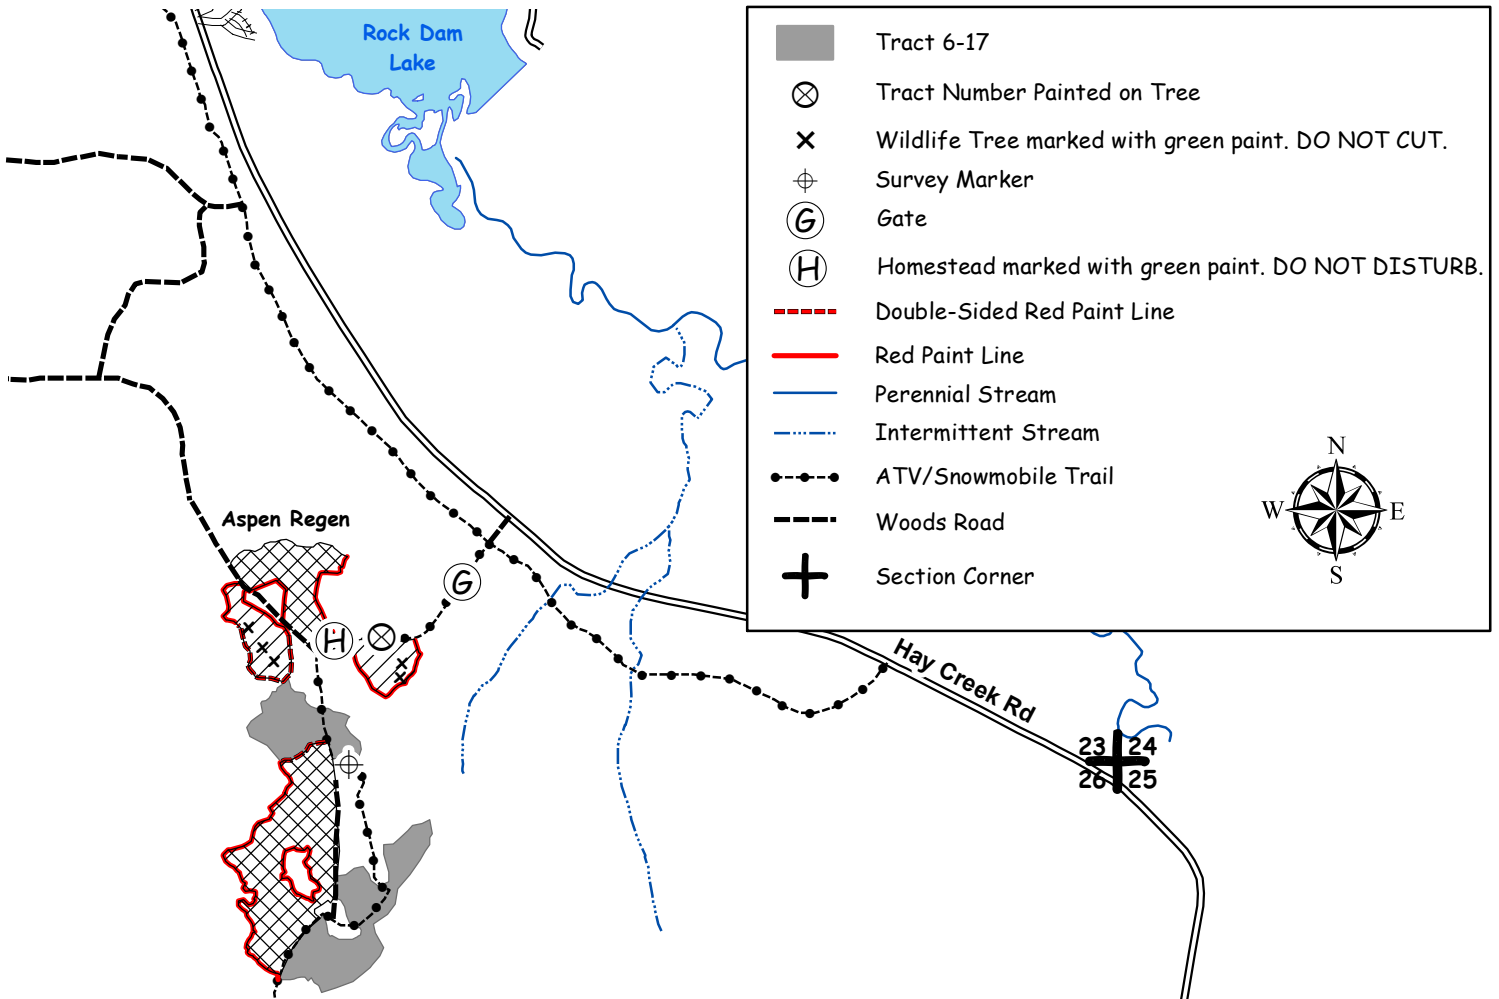 Rock Dam
Lake
Tract 6-17
Tract Number Painted on Tree
Wildlife Tree marked with green paint. DO NOT CUT.
Survey Marker
G
Gate
H
Homestead marked with green paint. DO NOT DISTURB.
Double-Sided Red Paint Line
Red Paint Line
Perennial Stream
Intermittent Stream
ATV/Snowmobile Trail
Woods Road
Section Corner
N
W E
S
Aspen Regen
G
H
Hay Creek Rd
23 24
26 25